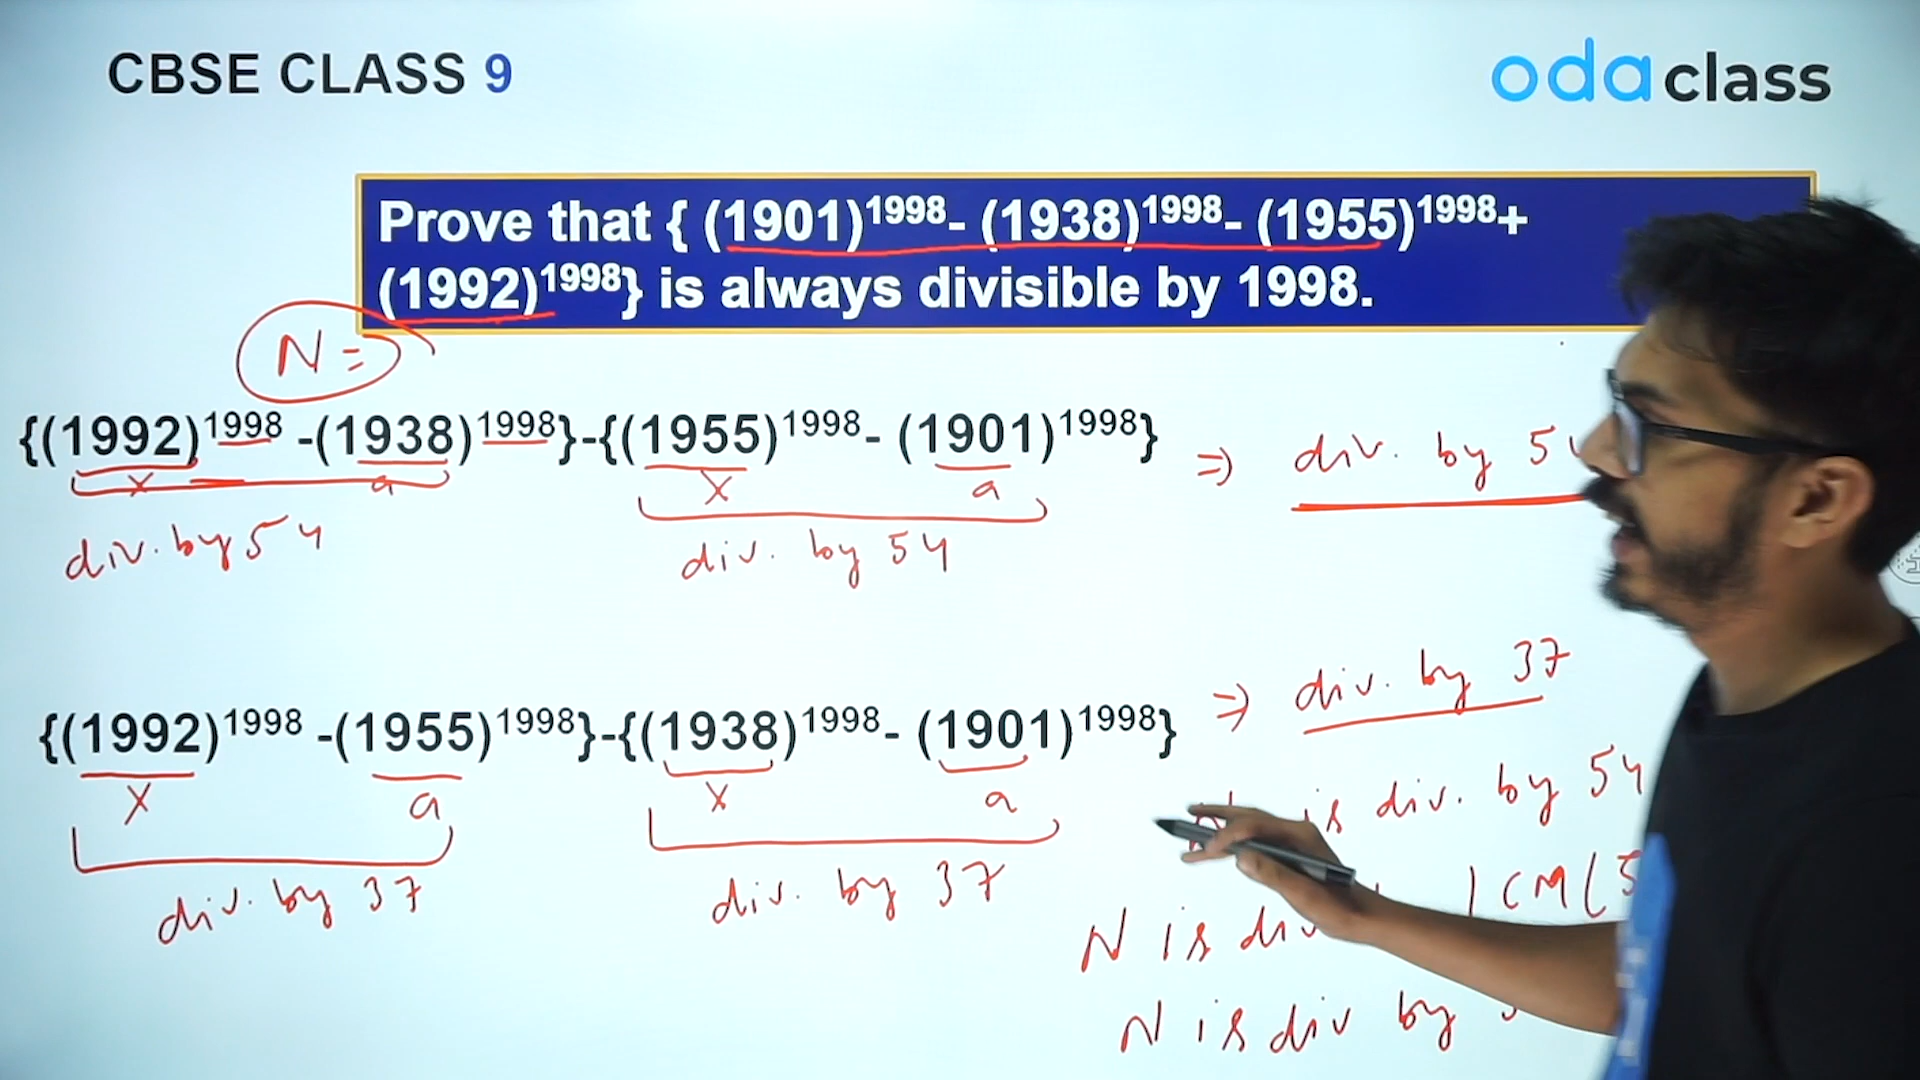 CBSE CLASS 9
odaclass
Prove that { (1901)¹⁹⁹⁸- (1938)¹⁹⁹⁸- (1955)¹⁹⁹⁸+
(1992)¹⁹⁹⁸} is always divisible by 1998.
N =
{(1992)¹⁹⁹⁸ -(1938)¹⁹⁹⁸}-{(1955)¹⁹⁹⁸- (1901)¹⁹⁹⁸} ⇒ div. by 54
x a x a
div. by 54 div. by 54
{(1992)¹⁹⁹⁸ -(1955)¹⁹⁹⁸}-{(1938)¹⁹⁹⁸- (1901)¹⁹⁹⁸} ⇒ div. by 37
x a x a
div. by 37 div. by 37
N is div. by 54
N is div LCM(5
N is div by